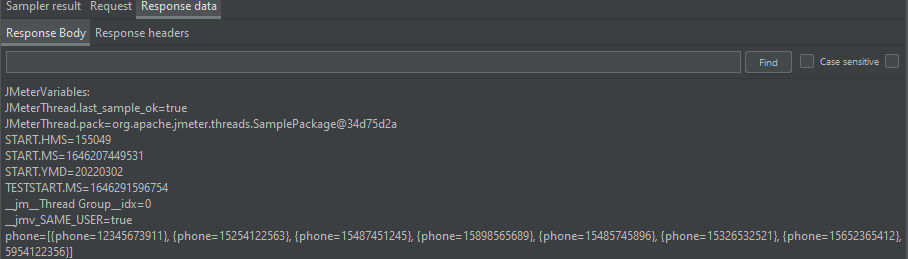 Sampler result Request Response data
Response Body Response headers
Find Case sensitive
JMeterVariables:
JMeterThread.last_sample_ok=true
JMeterThread.pack=org.apache.jmeter.threads.SamplePackage@34d75d2a
START.HMS=155049
START.MS=1646207449531
START.YMD=20220302
TESTSTART.MS=1646291596754
__jm__Thread Group__idx=0
__jmv_SAME_USER=true
phone=[{phone=12345673911}, {phone=15254122563}, {phone=15487451245}, {phone=15898565689}, {phone=15485745896}, {phone=15326532521}, {phone=15652365412},
5954122356}]